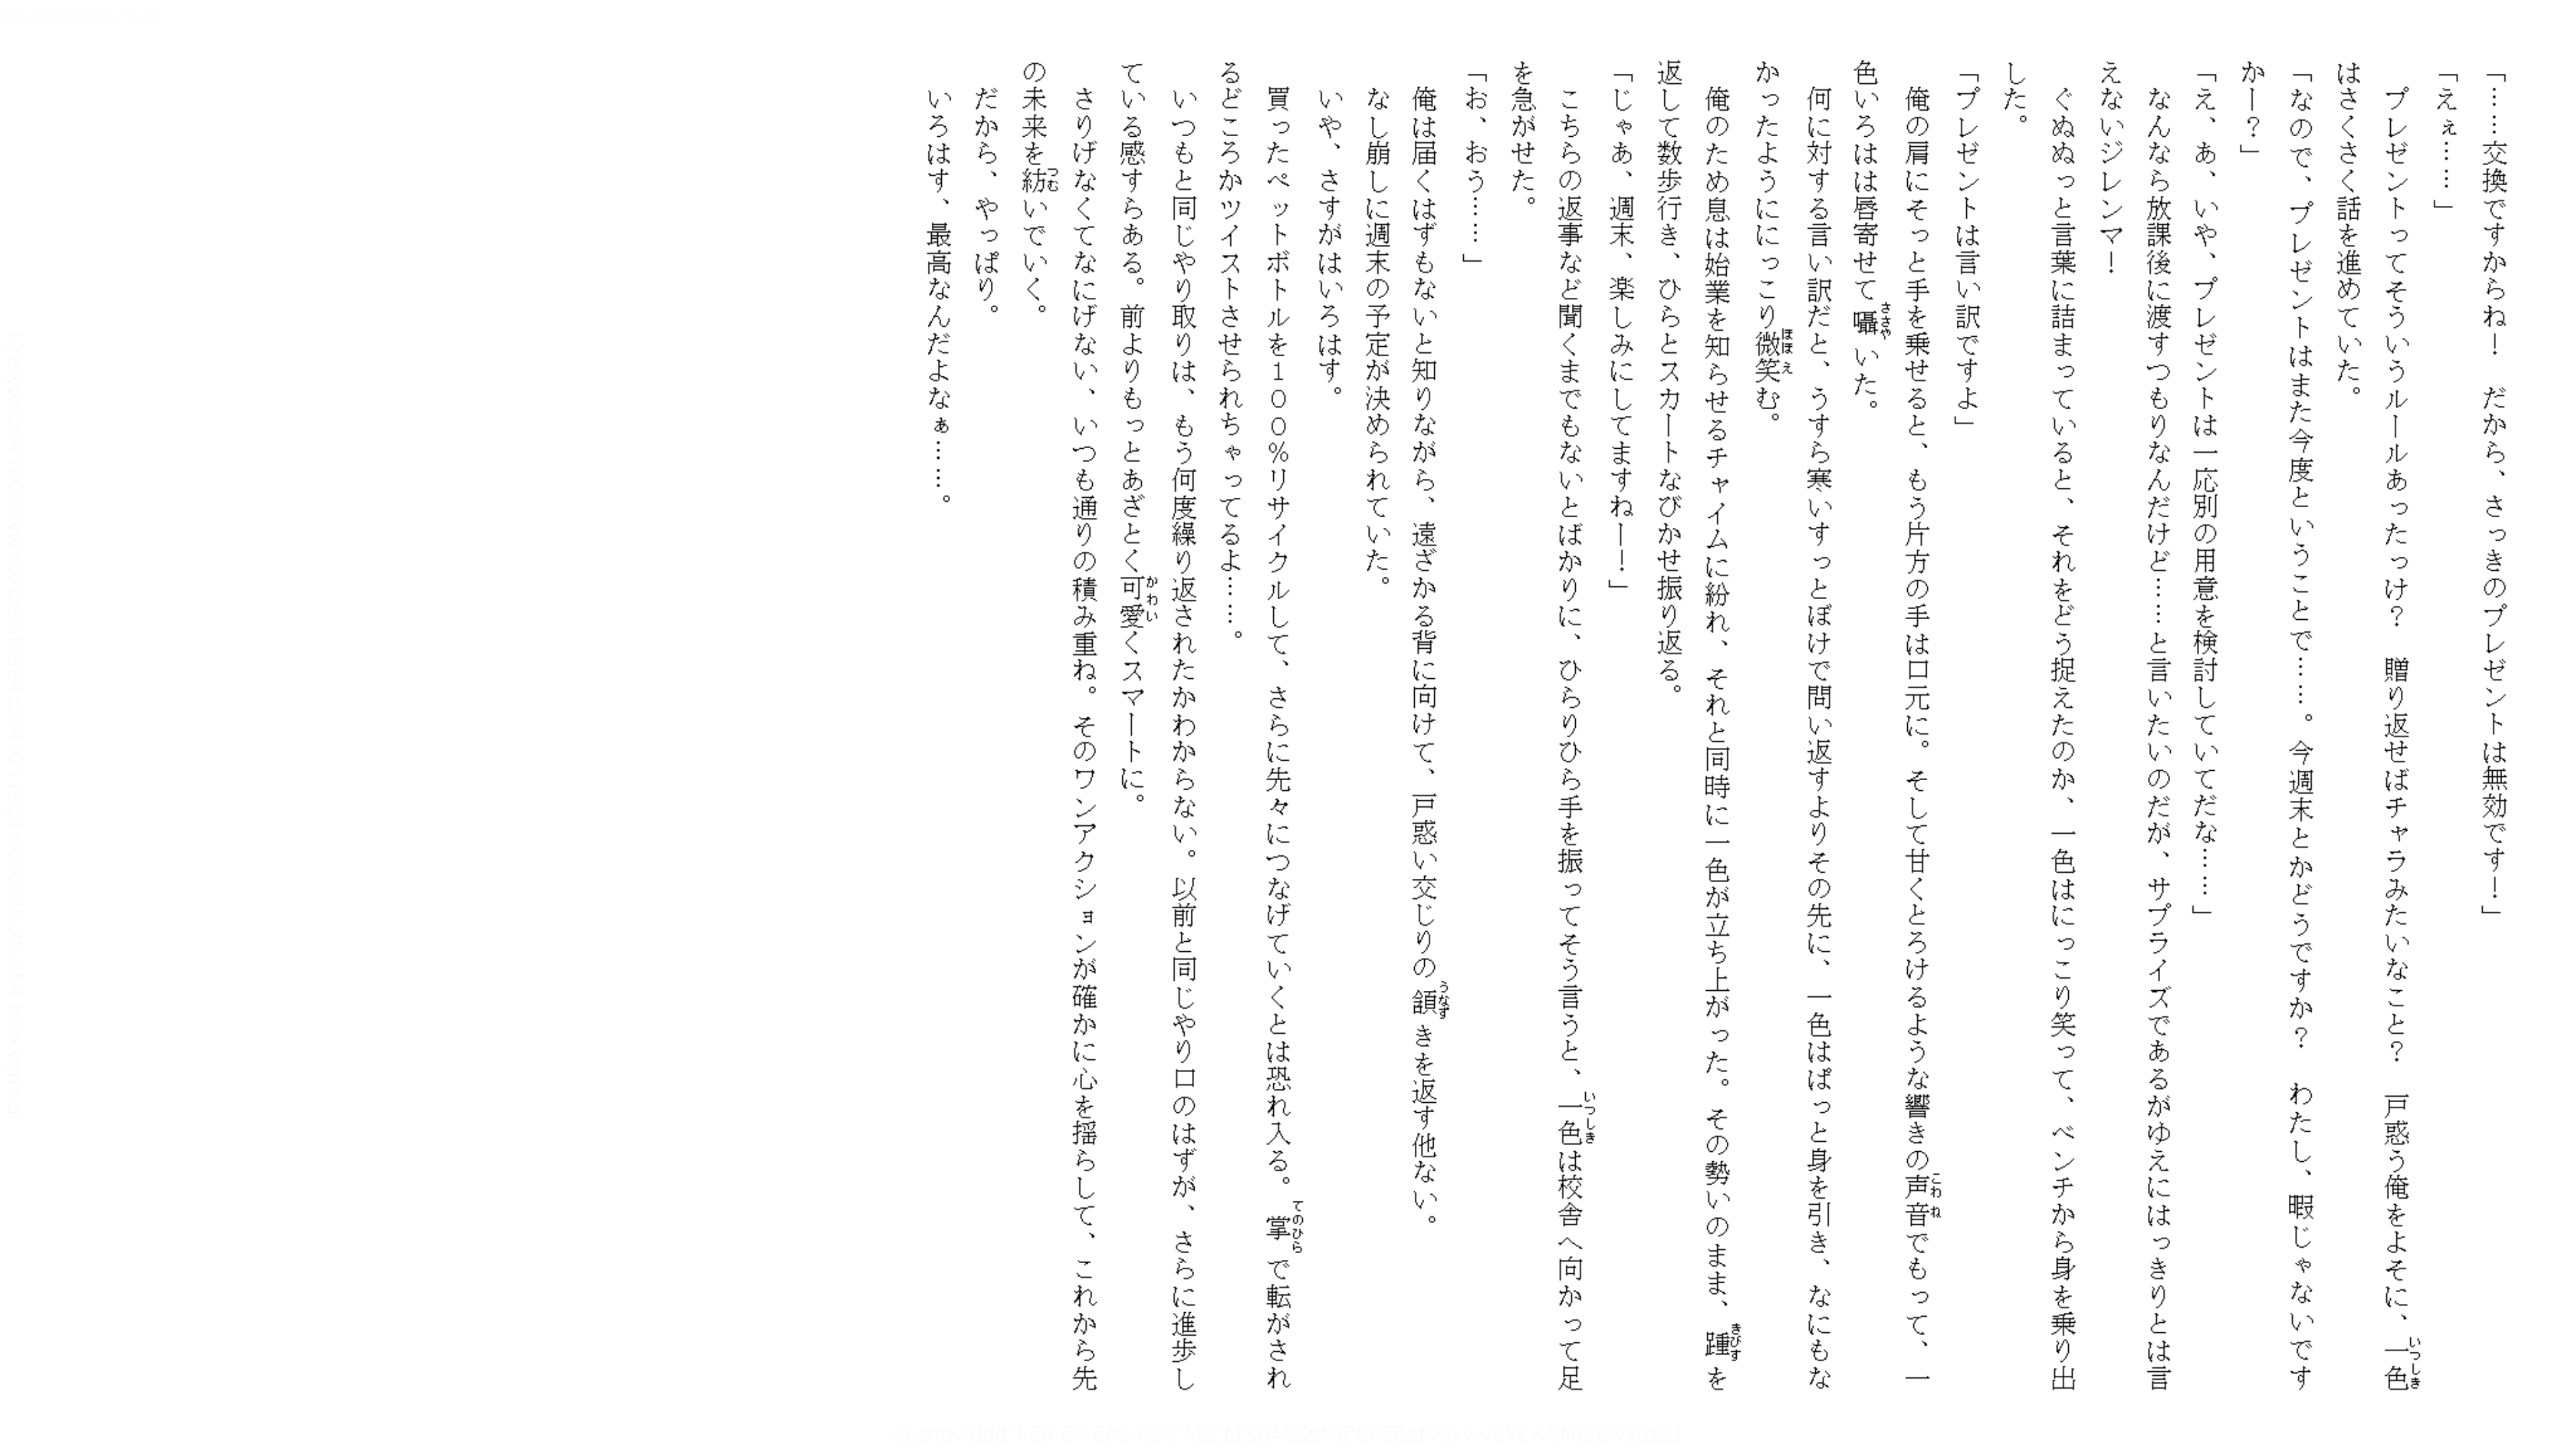 「……交換ですからね！　だから、さっきのプレゼントは無効です！」
「えぇ……」
　プレゼントってそういうルールあったっけ？　贈り返せばチャラみたいなこと？　戸惑う俺をよそに、一色
はさくさく話を進めていた。
「なので、プレゼントはまた今度ということで……。今週末とかどうですか？　わたし、暇じゃないです
かー？」
「え、あ、いや、プレゼントは一応別の用意を検討していてだな……」
　なんなら放課後に渡すつもりなんだけど……と言いたいのだが、サプライズであるがゆえにはっきりとは言
えないジレンマ！
　ぐぬぬっと言葉に詰まっていると、それをどう捉えたのか、一色はにっこり笑って、ベンチから身を乗り出
した。
「プレゼントは言い訳ですよ」
　俺の肩にそっと手を乗せると、もう片方の手は口元に。そして甘くとろけるような響きの声音でもって、一
色いろはは唇寄せて囁いた。
　何に対する言い訳だと、うすら寒いすっとぼけで問い返すよりその先に、一色はぱっと身を引き、なにもな
かったようににっこり微笑む。
　俺のため息は始業を知らせるチャイムに紛れ、それと同時に一色が立ち上がった。その勢いのまま、踵を
返して数歩行き、ひらとスカートなびかせ振り返る。
「じゃあ、週末、楽しみにしてますねー！」
　こちらの返事など聞くまでもないとばかりに、ひらりひら手を振ってそう言うと、一色は校舎へ向かって足
を急がせた。
「お、おう……」
　俺は届くはずもないと知りながら、遠ざかる背に向けて、戸惑い交じりの頷きを返す他ない。
　なし崩しに週末の予定が決められていた。
　いや、さすがはいろはす。
　買ったペットボトルを１００％リサイクルして、さらに先々につなげていくとは恐れ入る。掌で転がされ
るどころかツイストさせられちゃってるよ……。
　いつもと同じやり取りは、もう何度繰り返されたかわからない。以前と同じやり口のはずが、さらに進歩し
ている感すらある。前よりもっとあざとく可愛くスマートに。
　さりげなくてなにげない、いつも通りの積み重ね。そのワンアクションが確かに心を揺らして、これから先
の未来を紡いでいく。
　だから、やっぱり。
　いろはす、最高なんだよなぁ……。